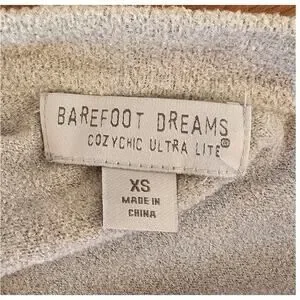 BAREFOOT DREAMS
COZYCHIC ULTRA LITE®
XS
MADE IN
CHINA